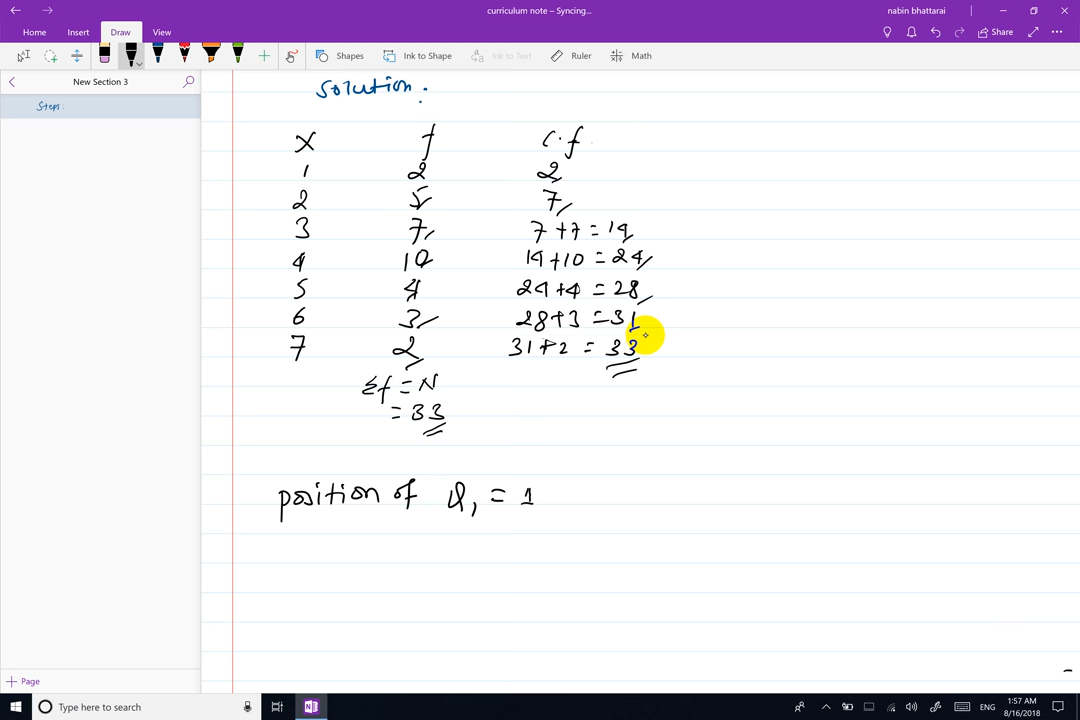 curriculum note – Syncing...
nabin bhattarai
Home Insert Draw View
Share
Shapes Ink to Shape Ink to Text Ruler Math
New Section 3
Steps:
Solution:
X f C.f
1 2 2
2 5 7
3 7 7+7 = 14
4 10 14+10 = 24
5 4 24+4 = 28
6 3 28+3 = 31
7 2 31+2 = 33
Σf = N
= 33
position of Q₁ = 1
+ Page
Type here to search
ENG
1:57 AM
8/16/2018